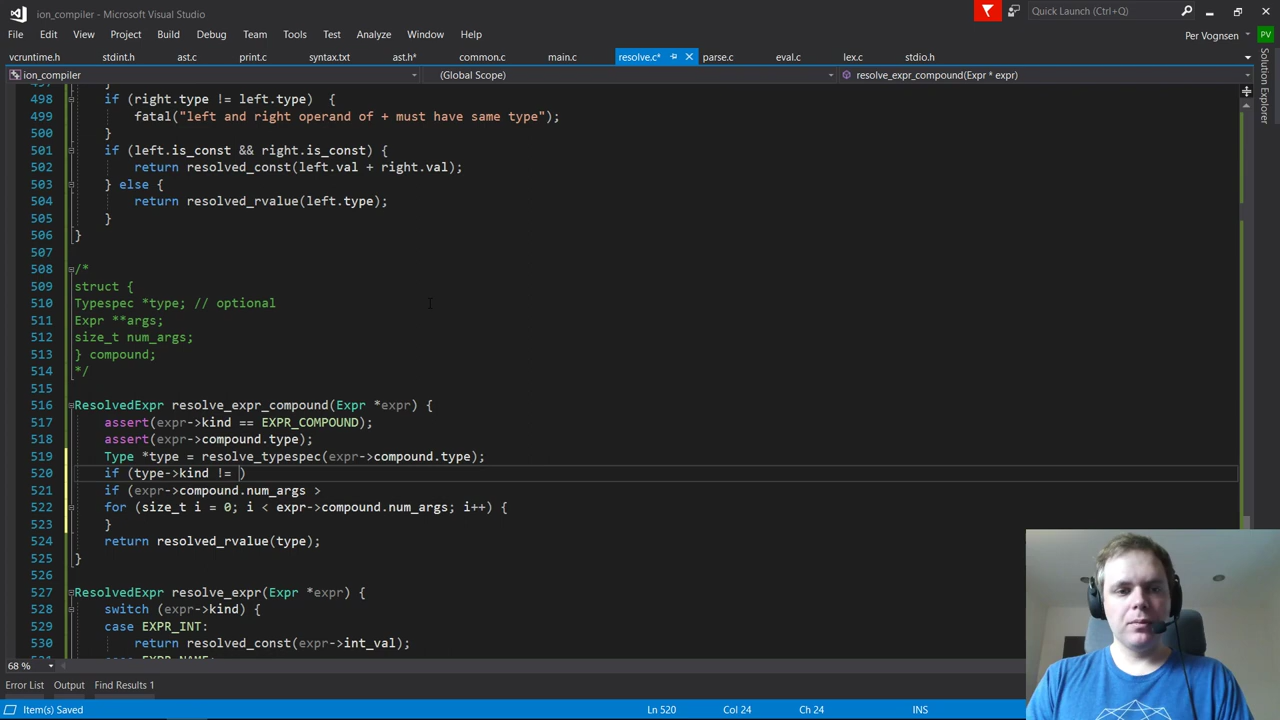 ion_compiler - Microsoft Visual Studio
Quick Launch (Ctrl+Q)
File Edit View Project Build Debug Team Tools Test Analyze Window Help
Per Vognsen PV
vcruntime.h stdint.h ast.c print.c syntax.txt ast.h* common.c main.c resolve.c* parse.c eval.c lex.c stdio.h
ion_compiler (Global Scope) resolve_expr_compound(Expr * expr)
Solution Explorer
498 if (right.type != left.type) {
499 fatal("left and right operand of + must have same type");
500 }
501 if (left.is_const && right.is_const) {
502 return resolved_const(left.val + right.val);
503 } else {
504 return resolved_rvalue(left.type);
505 }
506 }
507
508 /*
509 struct {
510 Typespec *type; // optional
511 Expr **args;
512 size_t num_args;
513 } compound;
514 */
515
516 ResolvedExpr resolve_expr_compound(Expr *expr) {
517 assert(expr->kind == EXPR_COMPOUND);
518 assert(expr->compound.type);
519 Type *type = resolve_typespec(expr->compound.type);
520 if (type->kind != )
521 if (expr->compound.num_args >
522 for (size_t i = 0; i < expr->compound.num_args; i++) {
523 }
524 return resolved_rvalue(type);
525 }
526
527 ResolvedExpr resolve_expr(Expr *expr) {
528 switch (expr->kind) {
529 case EXPR_INT:
530 return resolved_const(expr->int_val);
68 %
Error List Output Find Results 1
Item(s) Saved Ln 520 Col 24 Ch 24 INS